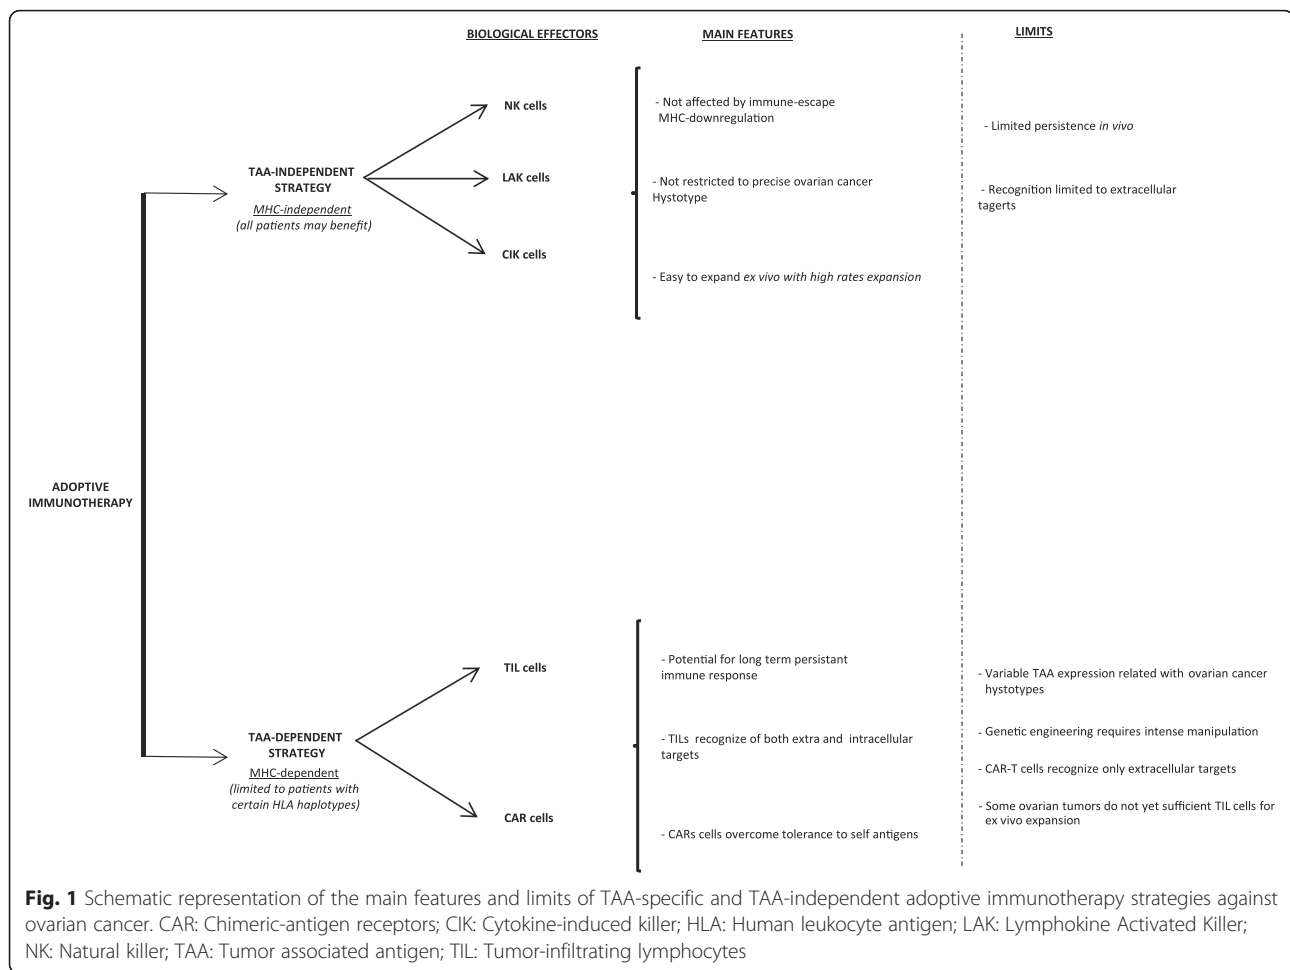 BIOLOGICAL EFFECTORS
MAIN FEATURES
LIMITS
ADOPTIVE
IMMUNOTHERAPY
TAA-INDEPENDENT
STRATEGY
MHC-independent
(all patients may benefit)
NK cells
LAK cells
CIK cells
- Not affected by immune-escape
MHC-downregulation
- Not restricted to precise ovarian cancer
Hystotype
- Easy to expand ex vivo with high rates expansion
- Limited persistence in vivo
- Recognition limited to extracellular
tagerts
TAA-DEPENDENT
STRATEGY
MHC-dependent
(limited to patients with
certain HLA haplotypes)
TIL cells
CAR cells
- Potential for long term persistant
immune response
- TILs recognize of both extra and intracellular
targets
- CARs cells overcome tolerance to self antigens
- Variable TAA expression related with ovarian cancer
hystotypes
- Genetic engineering requires intense manipulation
- CAR-T cells recognize only extracellular targets
- Some ovarian tumors do not yet sufficient TIL cells for
ex vivo expansion
Fig. 1 Schematic representation of the main features and limits of TAA-specific and TAA-independent adoptive immunotherapy strategies against
ovarian cancer. CAR: Chimeric-antigen receptors; CIK: Cytokine-induced killer; HLA: Human leukocyte antigen; LAK: Lymphokine Activated Killer;
NK: Natural killer; TAA: Tumor associated antigen; TIL: Tumor-infiltrating lymphocytes